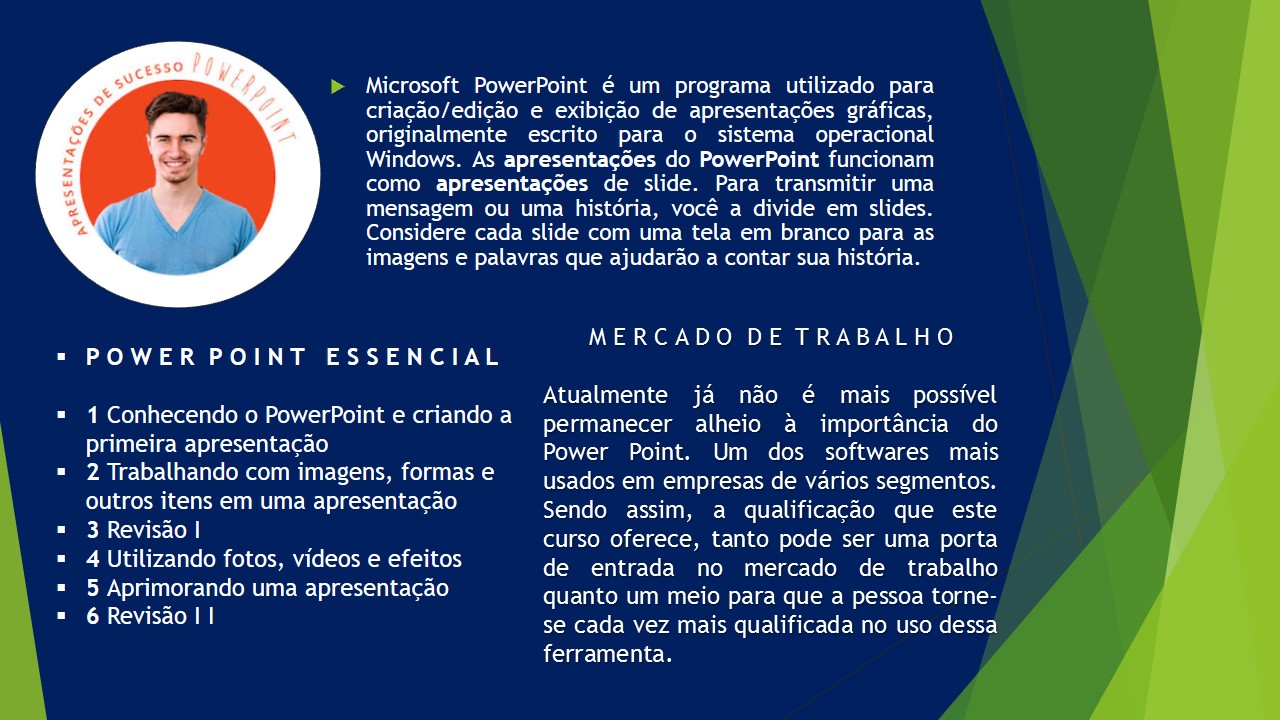 APRESENTAÇÕES DE SUCESSO POWERPOINT
Microsoft PowerPoint é um programa utilizado para
criação/edição e exibição de apresentações gráficas,
originalmente escrito para o sistema operacional
Windows. As apresentações do PowerPoint funcionam
como apresentações de slide. Para transmitir uma
mensagem ou uma história, você a divide em slides.
Considere cada slide com uma tela em branco para as
imagens e palavras que ajudarão a contar sua história.
POWER POINT ESSENCIAL
1 Conhecendo o PowerPoint e criando a
primeira apresentação
2 Trabalhando com imagens, formas e
outros itens em uma apresentação
3 Revisão I
4 Utilizando fotos, vídeos e efeitos
5 Aprimorando uma apresentação
6 Revisão I I
MERCADO DE TRABALHO
Atualmente já não é mais possível
permanecer alheio à importância do
Power Point. Um dos softwares mais
usados em empresas de vários segmentos.
Sendo assim, a qualificação que este
curso oferece, tanto pode ser uma porta
de entrada no mercado de trabalho
quanto um meio para que a pessoa torne-
se cada vez mais qualificada no uso dessa
ferramenta.